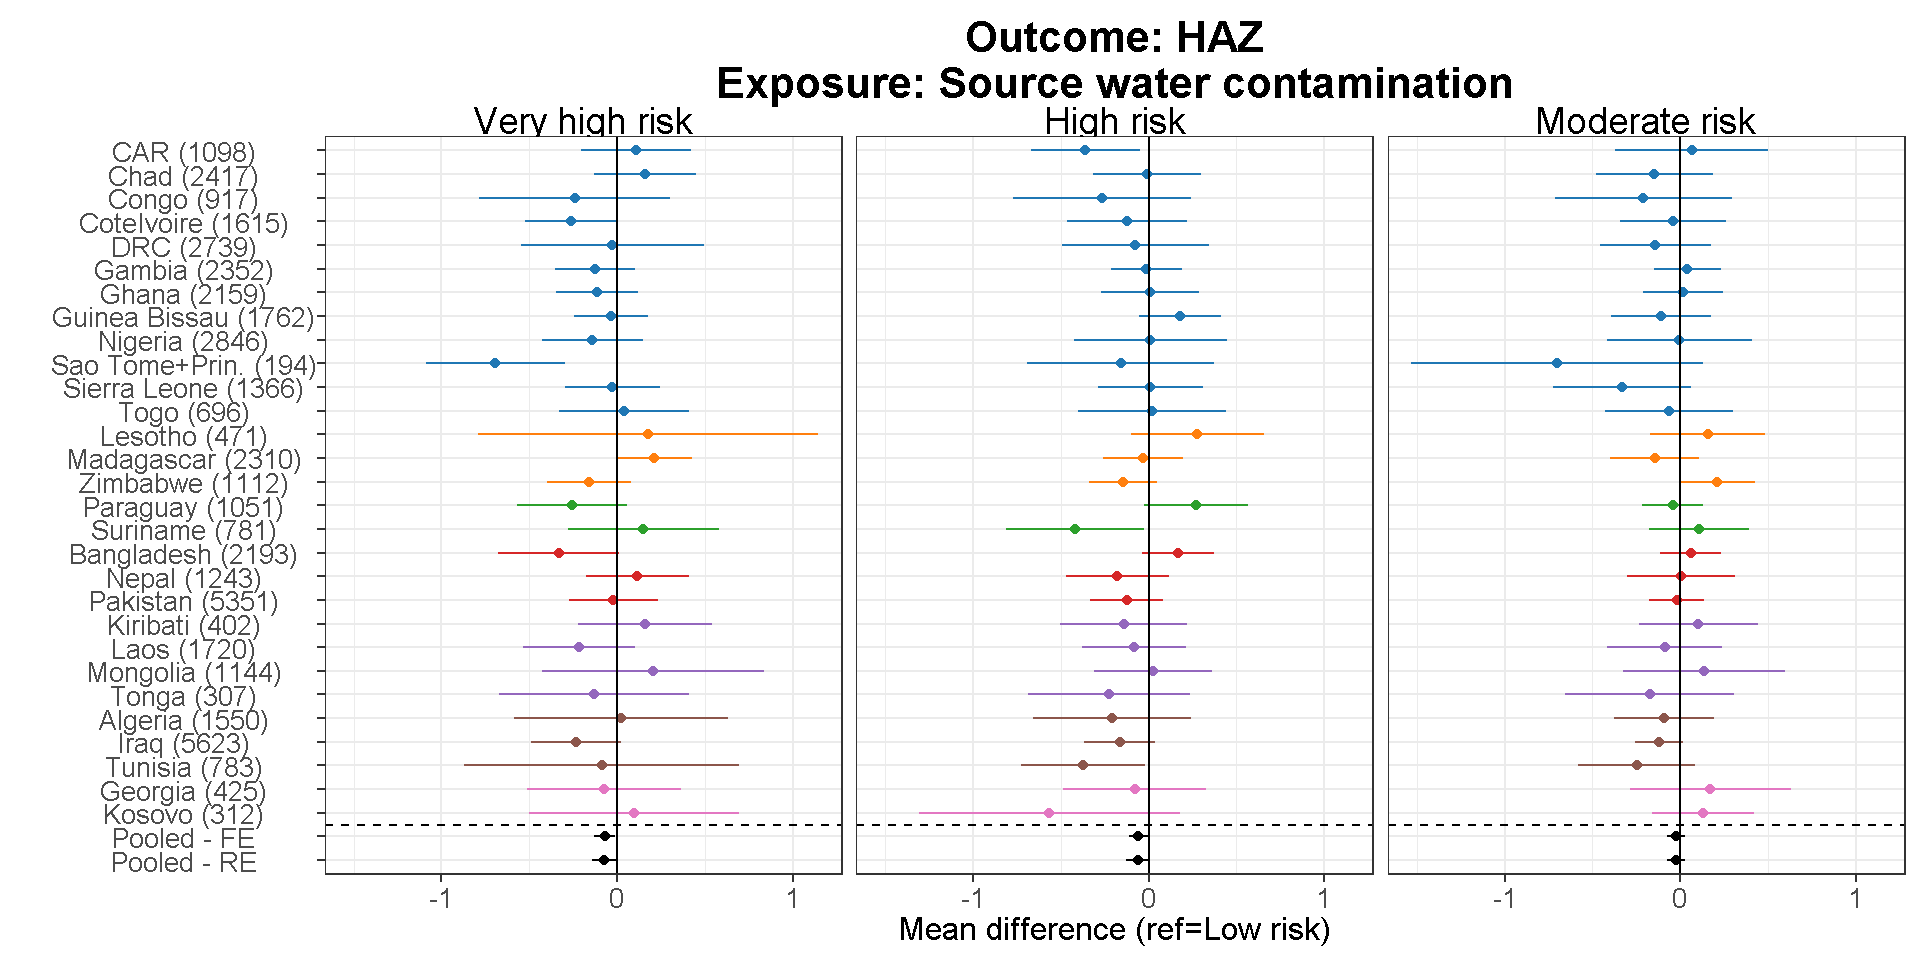 Outcome: HAZ
Exposure: Source water contamination
Very high risk
High risk
Moderate risk
CAR (1098)
Chad (2417)
Congo (917)
CoteIvoire (1615)
DRC (2739)
Gambia (2352)
Ghana (2159)
Guinea Bissau (1762)
Nigeria (2846)
Sao Tome+Prin. (194)
Sierra Leone (1366)
Togo (696)
Lesotho (471)
Madagascar (2310)
Zimbabwe (1112)
Paraguay (1051)
Suriname (781)
Bangladesh (2193)
Nepal (1243)
Pakistan (5351)
Kiribati (402)
Laos (1720)
Mongolia (1144)
Tonga (307)
Algeria (1550)
Iraq (5623)
Tunisia (783)
Georgia (425)
Kosovo (312)
Pooled - FE
Pooled - RE
-1 0 1
-1 0 1
-1 0 1
Mean difference (ref=Low risk)